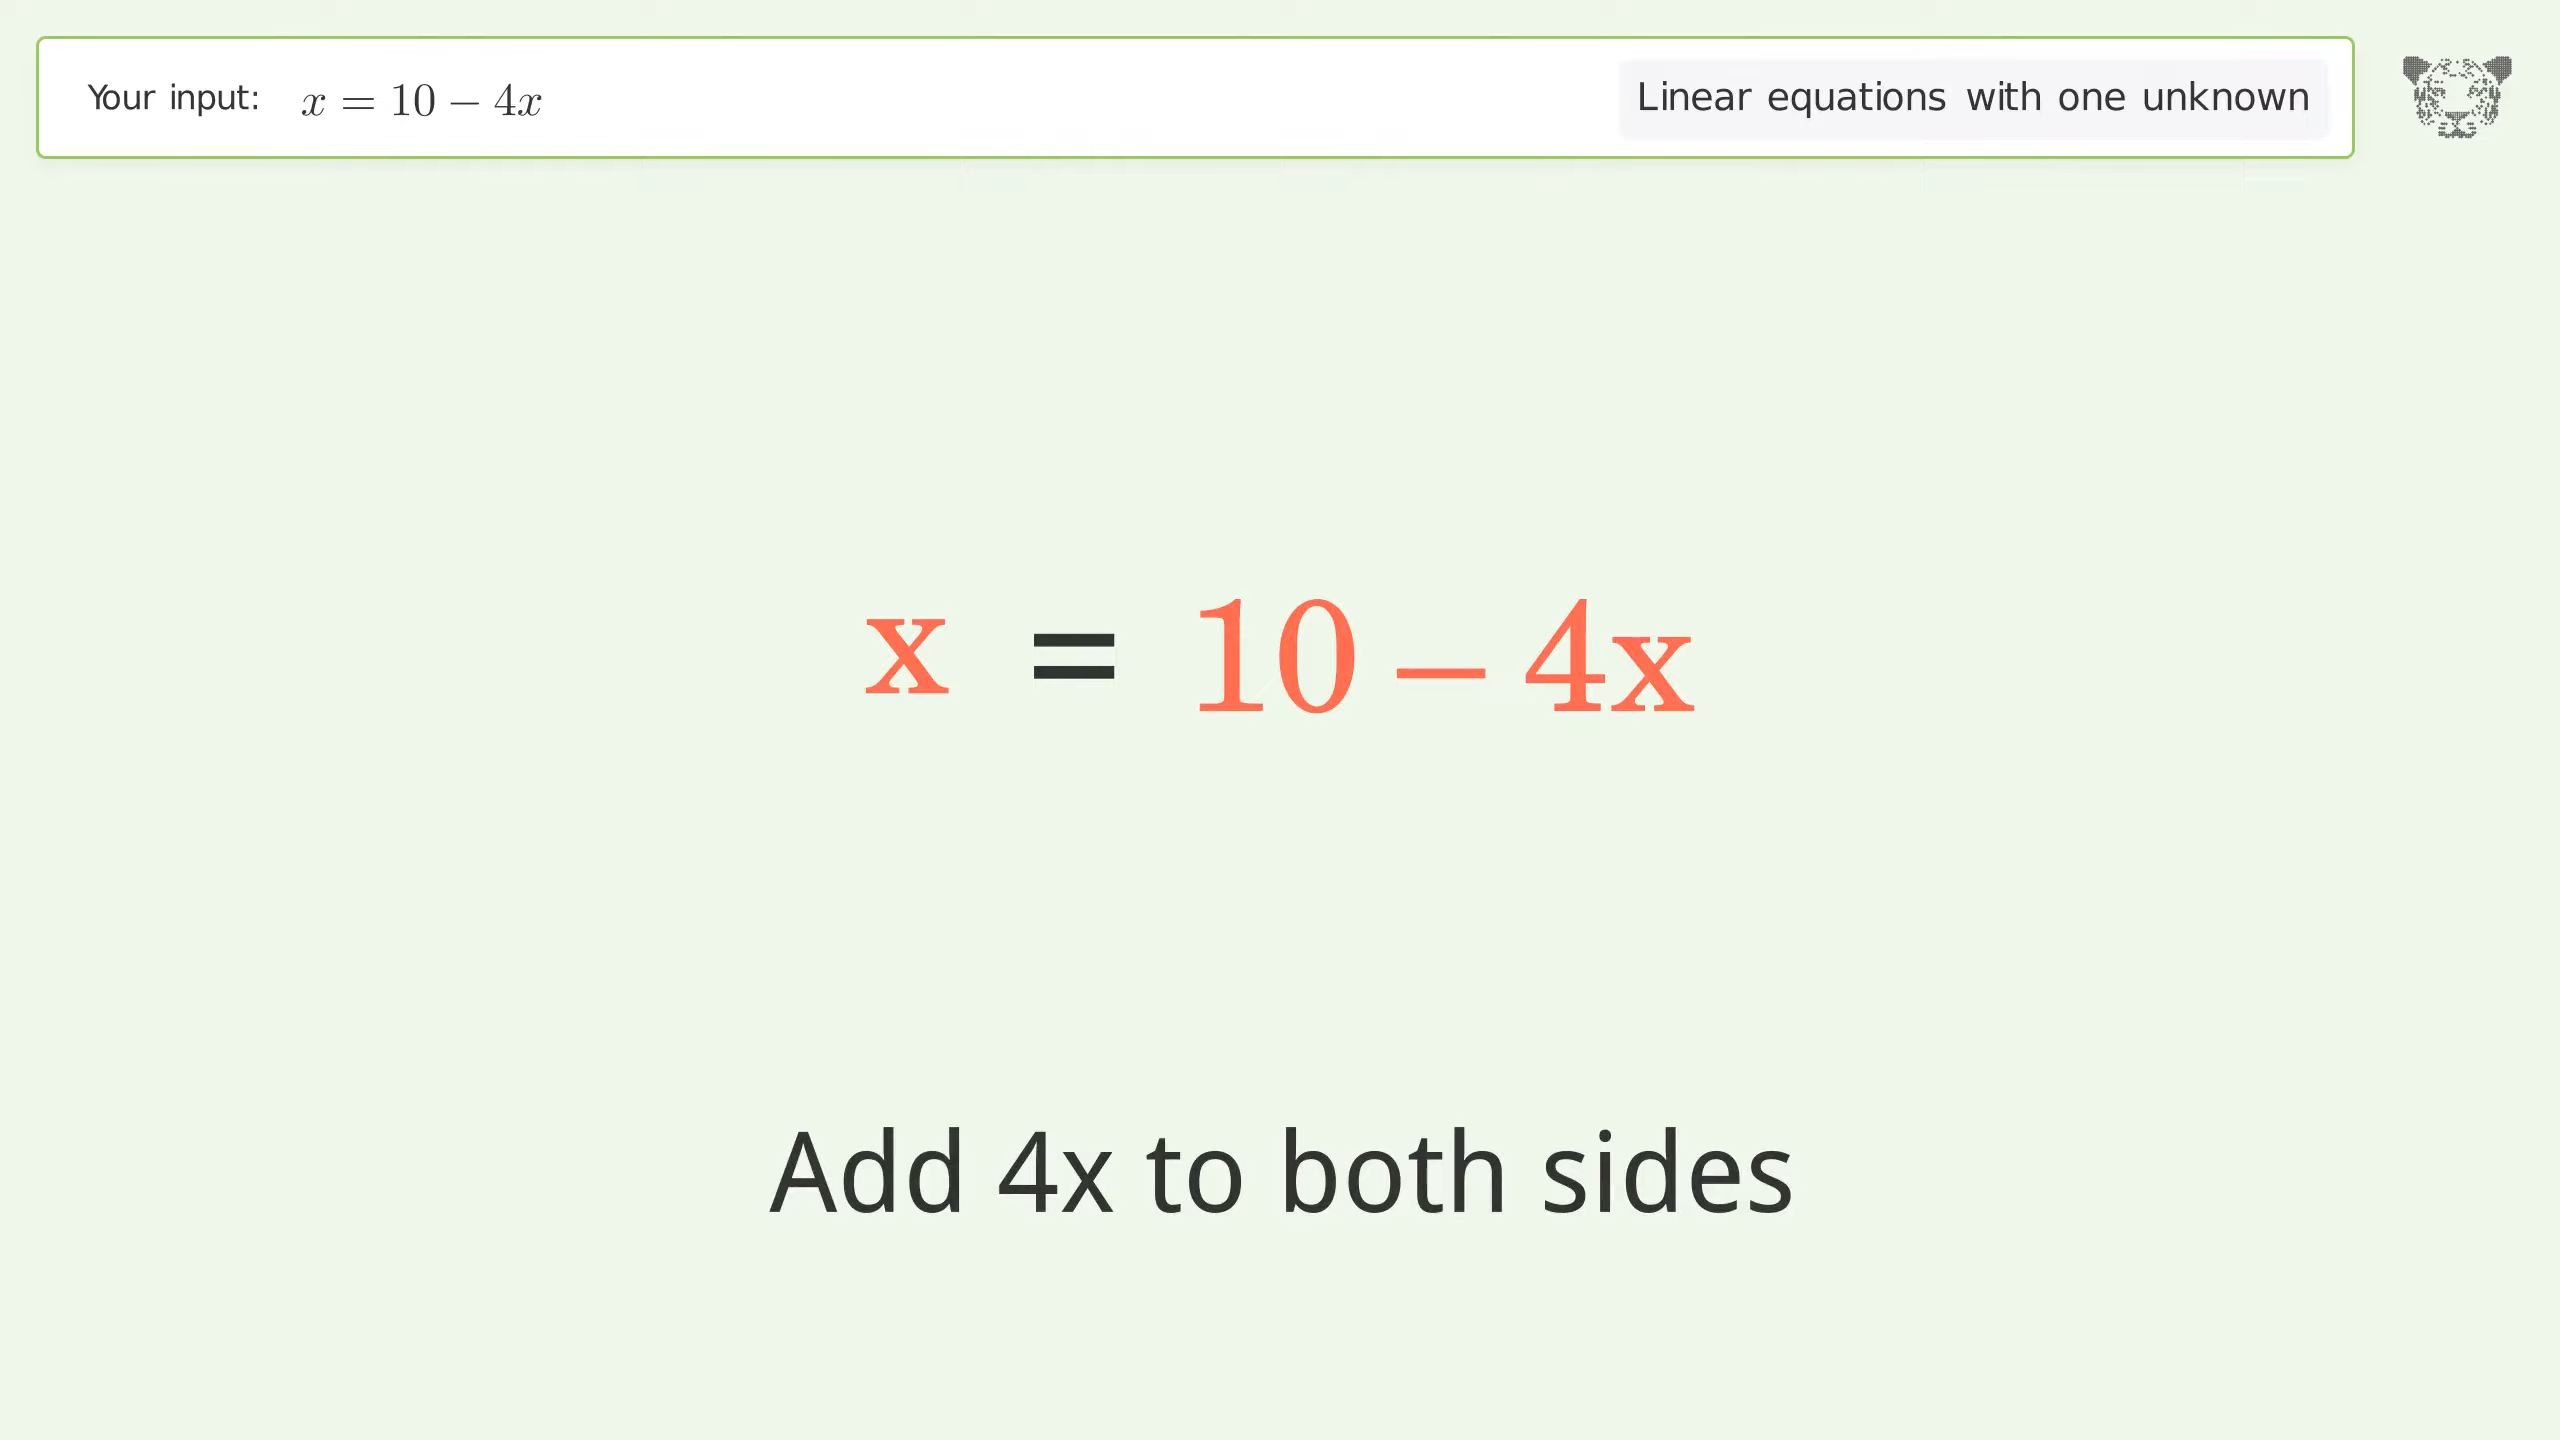 Your input: x = 10 − 4x
Linear equations with one unknown
x = 10 − 4x
Add 4x to both sides